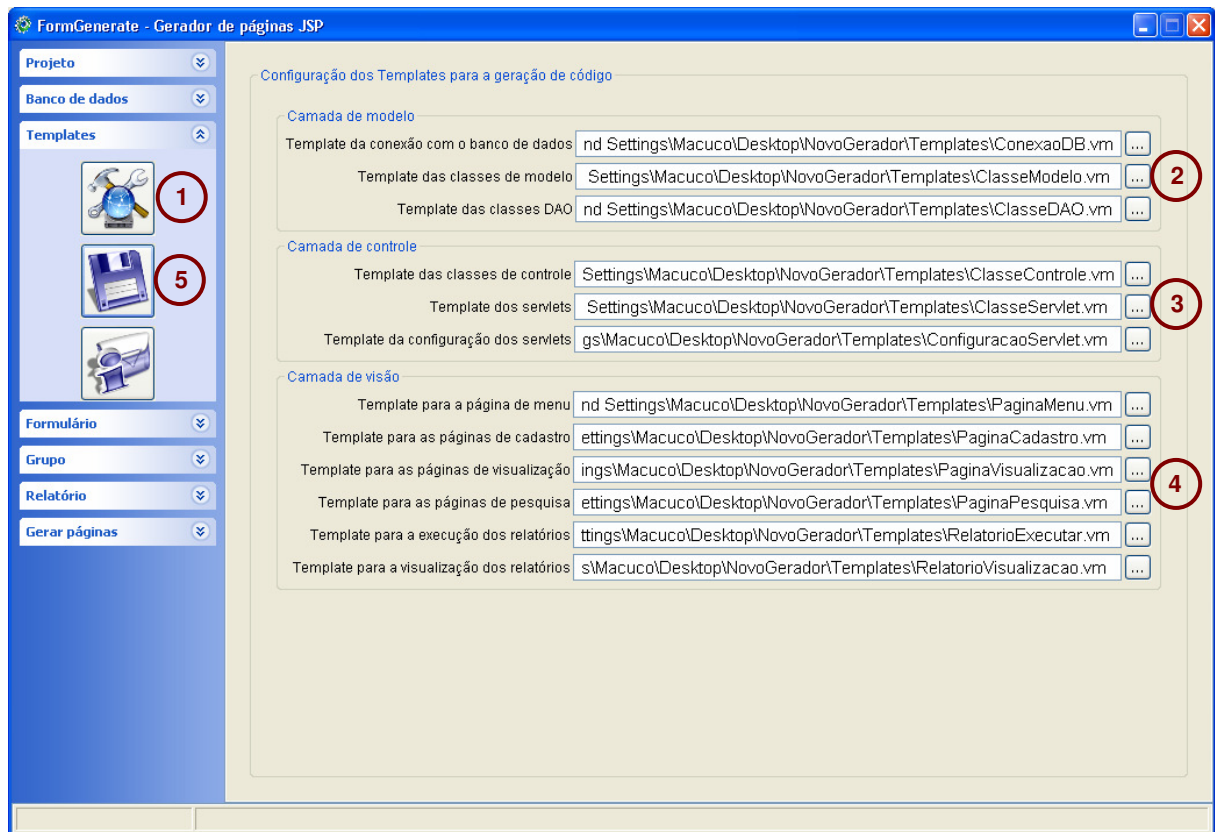 FormGenerate - Gerador de páginas JSP
Projeto
Banco de dados
Templates
1
5
Formulário
Grupo
Relatório
Gerar páginas
Configuração dos Templates para a geração de código
Camada de modelo
Template da conexão com o banco de dados nd Settings\Macuco\Desktop\NovoGerador\Templates\ConexaoDB.vm ...
Template das classes de modelo Settings\Macuco\Desktop\NovoGerador\Templates\ClasseModelo.vm ... 2
Template das classes DAO nd Settings\Macuco\Desktop\NovoGerador\Templates\ClasseDAO.vm ...
Camada de controle
Template das classes de controle Settings\Macuco\Desktop\NovoGerador\Templates\ClasseControle.vm ...
Template dos servlets Settings\Macuco\Desktop\NovoGerador\Templates\ClasseServlet.vm ... 3
Template da configuração dos servlets gs\Macuco\Desktop\NovoGerador\Templates\ConfiguracaoServlet.vm ...
Camada de visão
Template para a página de menu nd Settings\Macuco\Desktop\NovoGerador\Templates\PaginaMenu.vm ...
Template para as páginas de cadastro ettings\Macuco\Desktop\NovoGerador\Templates\PaginaCadastro.vm ...
Template para as páginas de visualização ings\Macuco\Desktop\NovoGerador\Templates\PaginaVisualizacao.vm ...
4
Template para as páginas de pesquisa ettings\Macuco\Desktop\NovoGerador\Templates\PaginaPesquisa.vm ...
Template para a execução dos relatórios ttings\Macuco\Desktop\NovoGerador\Templates\RelatorioExecutar.vm ...
Template para a visualização dos relatórios s\Macuco\Desktop\NovoGerador\Templates\RelatorioVisualizacao.vm ...